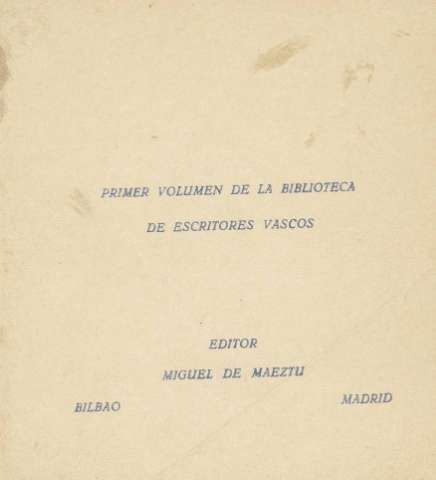 PRIMER VOLUMEN DE LA BIBLIOTECA
DE ESCRITORES VASCOS
EDITOR
MIGUEL DE MAEZTU
BILBAO MADRID